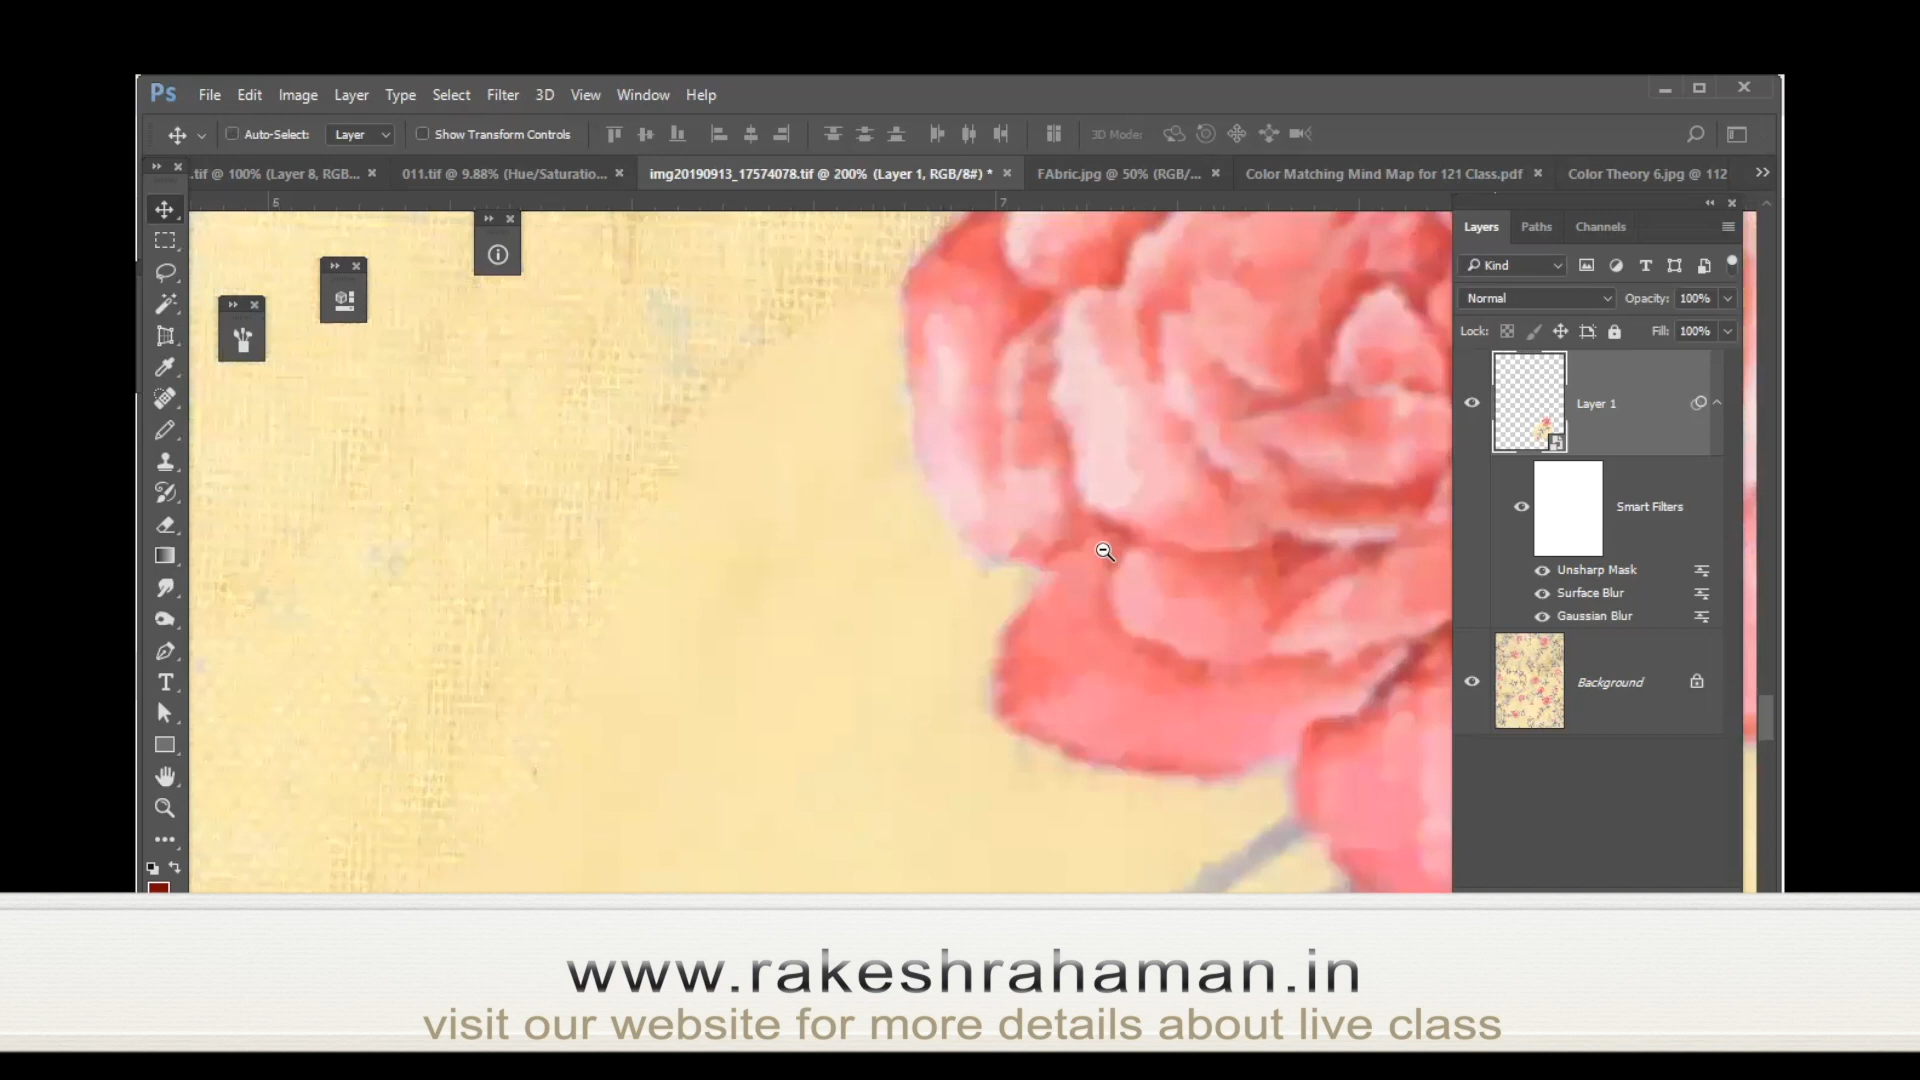 Ps File Edit Image Layer Type Select Filter 3D View Window Help
Auto-Select: Layer Show Transform Controls 3D Mode:
.tif @ 100% (Layer 8, RGB... 011.tif @ 9.88% (Hue/Saturatio... img20190913_17574078.tif @ 200% (Layer 1, RGB/8#) * FAbric.jpg @ 50% (RGB/... Color Matching Mind Map for 121 Class.pdf Color Theory 6.jpg @ 112
6 7
Layers Paths Channels
Kind
Normal Opacity: 100%
Lock: Fill: 100%
Layer 1
Smart Filters
Unsharp Mask
Surface Blur
Gaussian Blur
Background
www.rakeshrahaman.in
visit our website for more details about live class